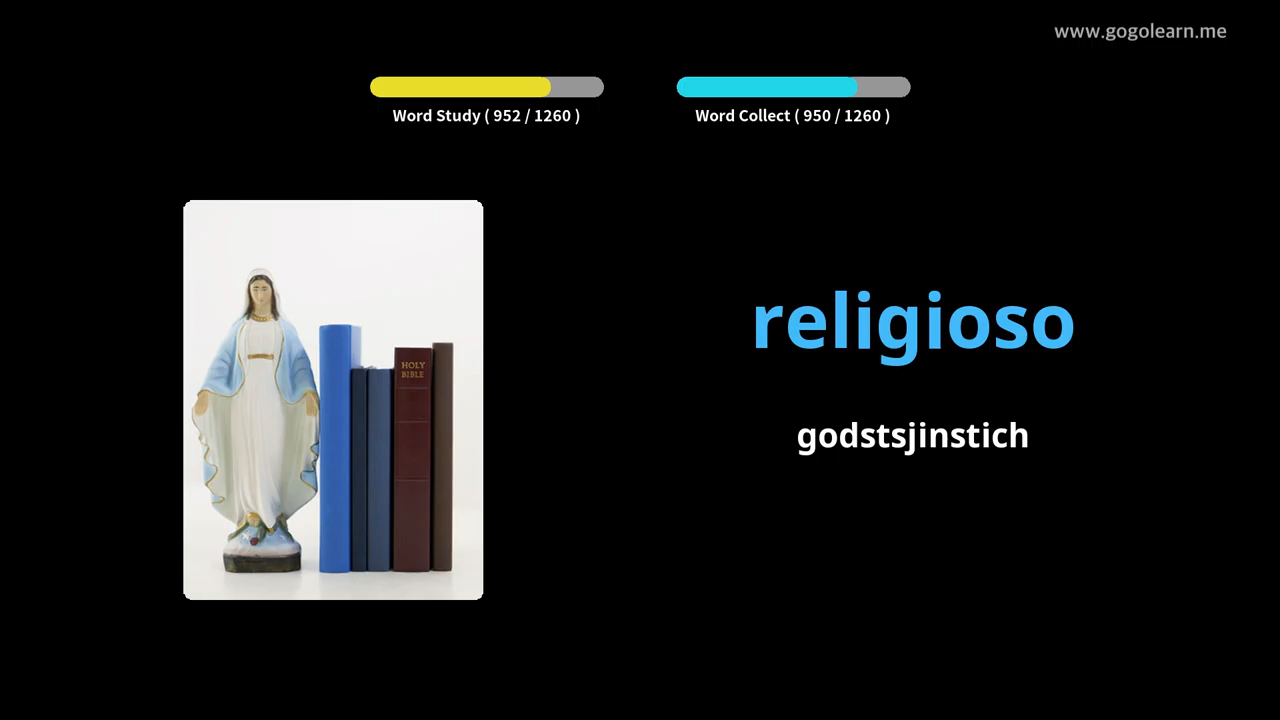 www.gogolearn.me
Word Study ( 952 / 1260 )
Word Collect ( 950 / 1260 )
HOLY
BIBLE
religioso
godstsjinstich